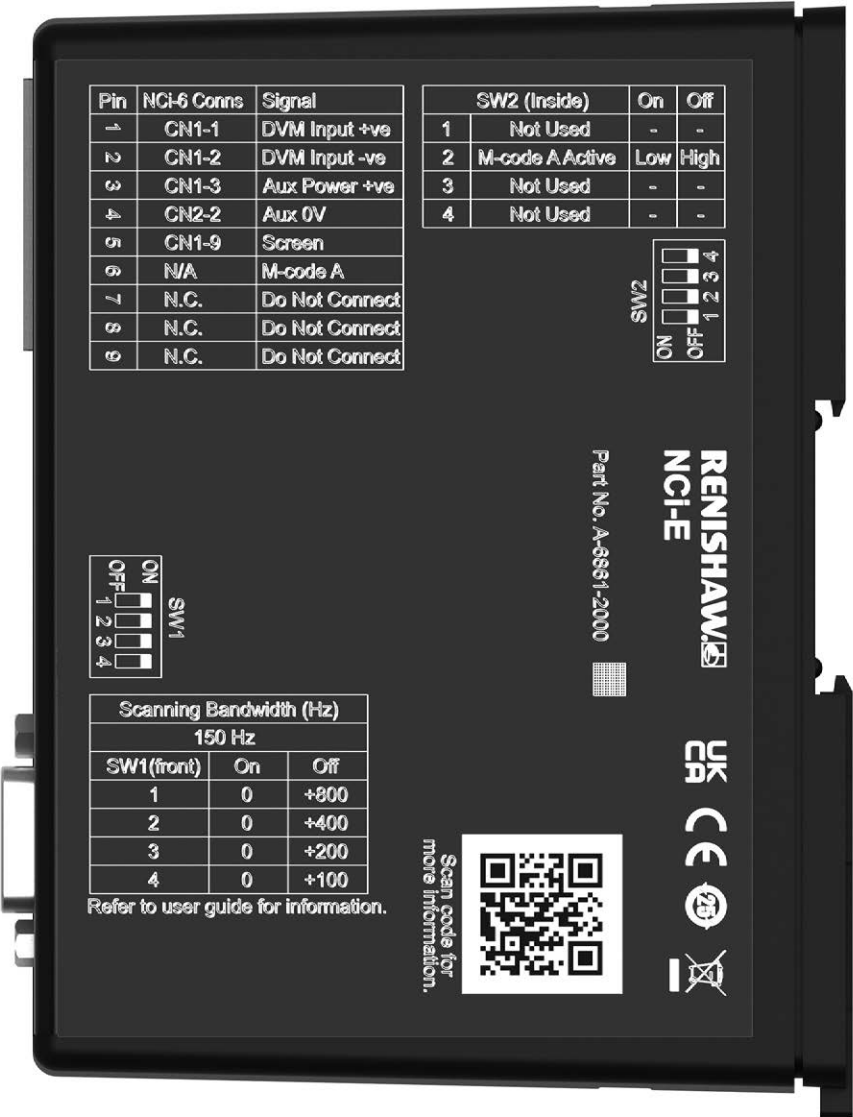 Pin NCi-6 Conns Signal
1 CN1-1 DVM Input +ve
2 CN1-2 DVM Input -ve
3 CN1-3 Aux Power +ve
4 CN2-2 Aux 0V
5 CN1-9 Screen
6 N/A M-code A
7 N.C. Do Not Connect
8 N.C. Do Not Connect
9 N.C. Do Not Connect
SW2 (Inside) On Off
1 Not Used - -
2 M-code A Active Low High
3 Not Used - -
4 Not Used - -
SW2
ON
OFF
1 2 3 4
RENISHAW.
NCi-E
Part No. A-6861-2000
SW1
ON
OFF
1 2 3 4
Scanning Bandwidth (Hz)
150 Hz
SW1(front) On Off
1 0 +800
2 0 +400
3 0 +200
4 0 +100
Refer to user guide for information.
Scan code for
more information.
UK
CA
CE
25